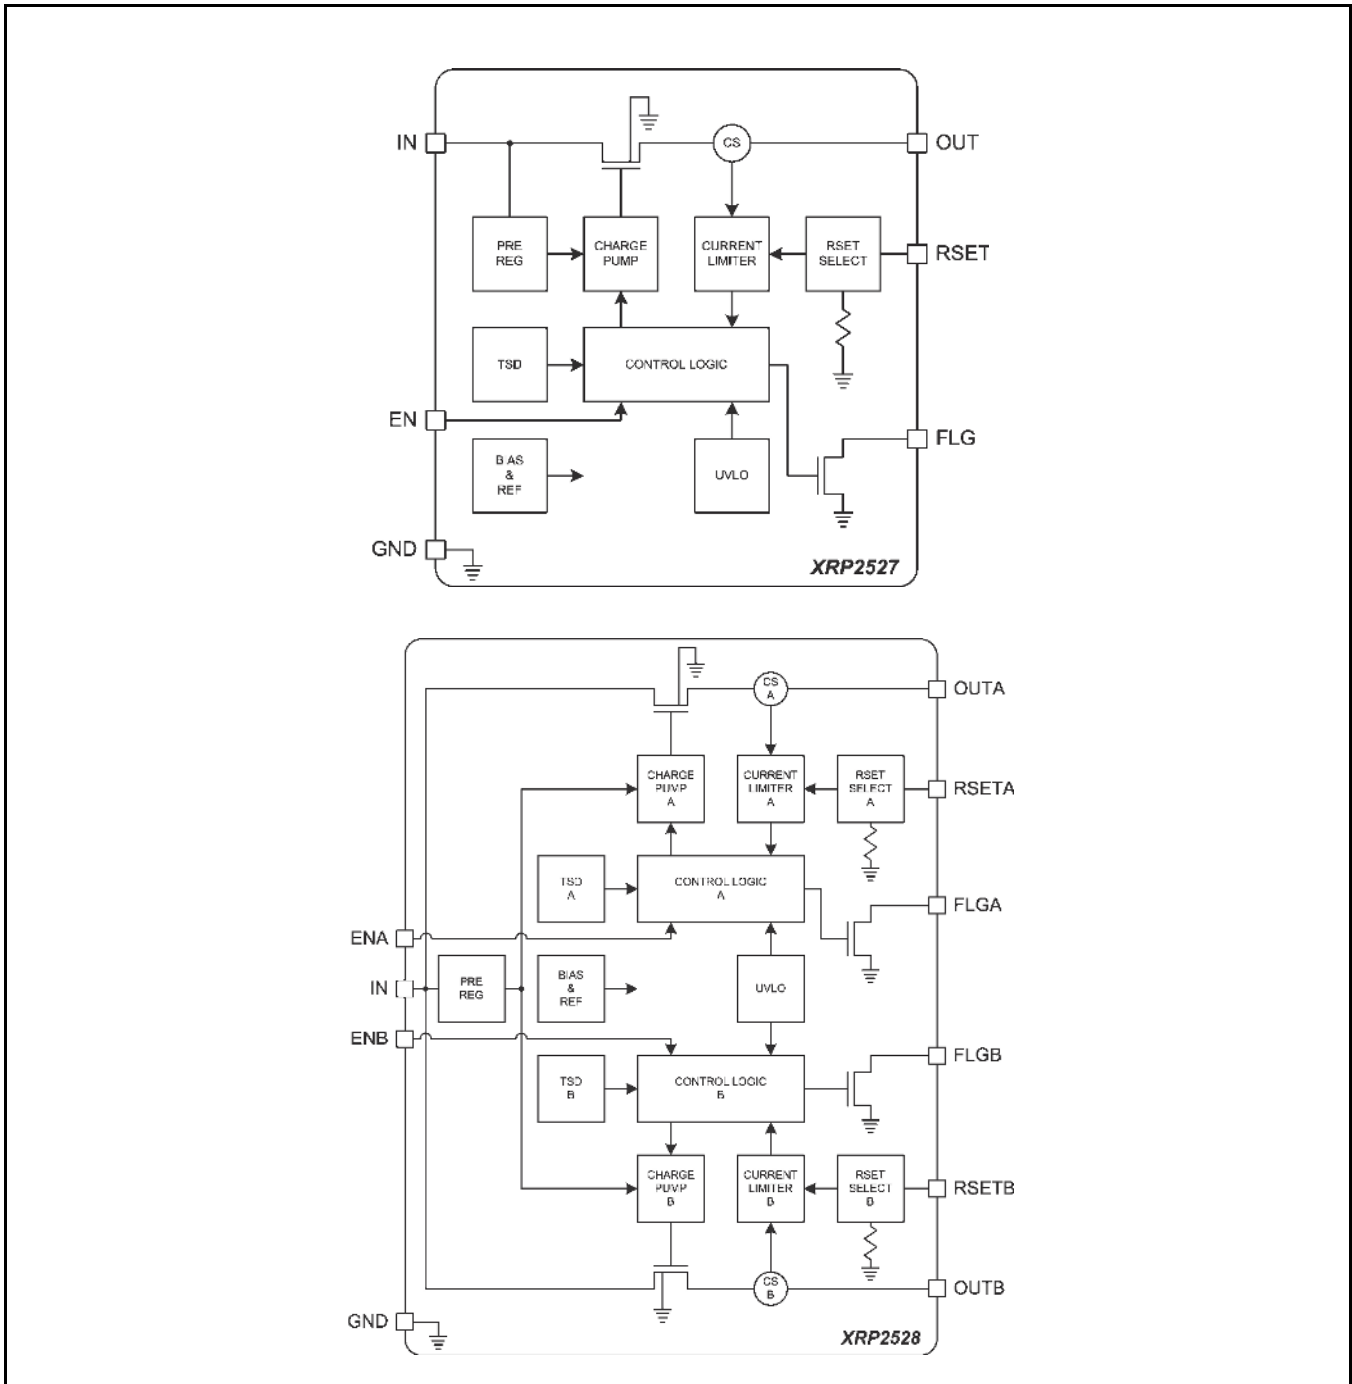 IN
CS
OUT
PRE
REG
CHARGE
PUMP
CURRENT
LIMITER
RSET
SELECT
RSET
TSD
CONTROL LOGIC
EN
FLG
BIAS
&
REF
UVLO
GND
XRP2527
CS
A
OUTA
CHARGE
PUMP
A
CURRENT
LIMITER
A
RSET
SELECT
A
RSETA
TSD
A
CONTROL LOGIC
A
FLGA
ENA
IN
PRE
REG
BIAS
&
REF
UVLO
ENB
FLGB
TSD
B
CONTROL LOGIC
B
CHARGE
PUMP
B
CURRENT
LIMITER
B
RSET
SELECT
B
RSETB
CS
B
OUTB
GND
XRP2528